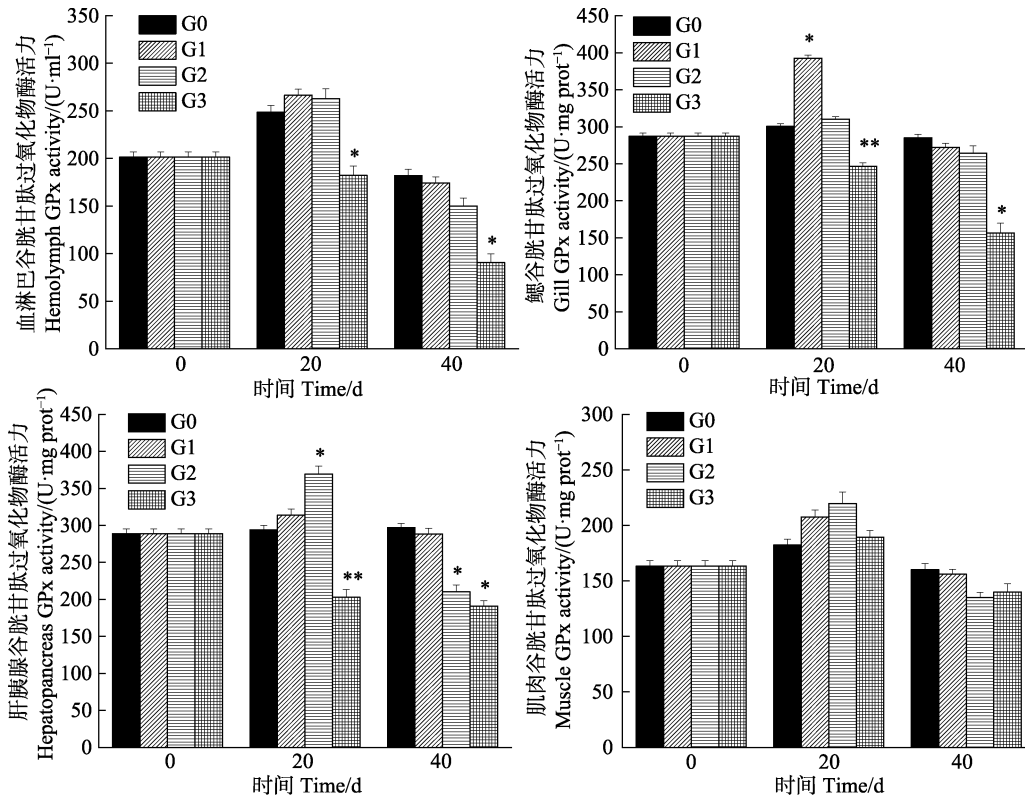 血淋巴谷胱甘肽过氧化物酶活力
Hemolymph GPx activity/(U·ml⁻¹)
350
300
250
200
150
100
50
0
G0
G1
G2
G3
*
*
0 20 40
时间 Time/d
鳃谷胱甘肽过氧化物酶活力
Gill GPx activity/(U·mg prot⁻¹)
450
400
350
300
250
200
150
100
50
0
G0
G1
G2
G3
*
**
*
0 20 40
时间 Time/d
肝胰腺谷胱甘肽过氧化物酶活力
Hepatopancreas GPx activity/(U·mg prot⁻¹)
450
400
350
300
250
200
150
100
50
0
G0
G1
G2
G3
*
**
*
*
0 20 40
时间 Time/d
肌肉谷胱甘肽过氧化物酶活力
Muscle GPx activity/(U·mg prot⁻¹)
300
250
200
150
100
50
0
G0
G1
G2
G3
0 20 40
时间 Time/d